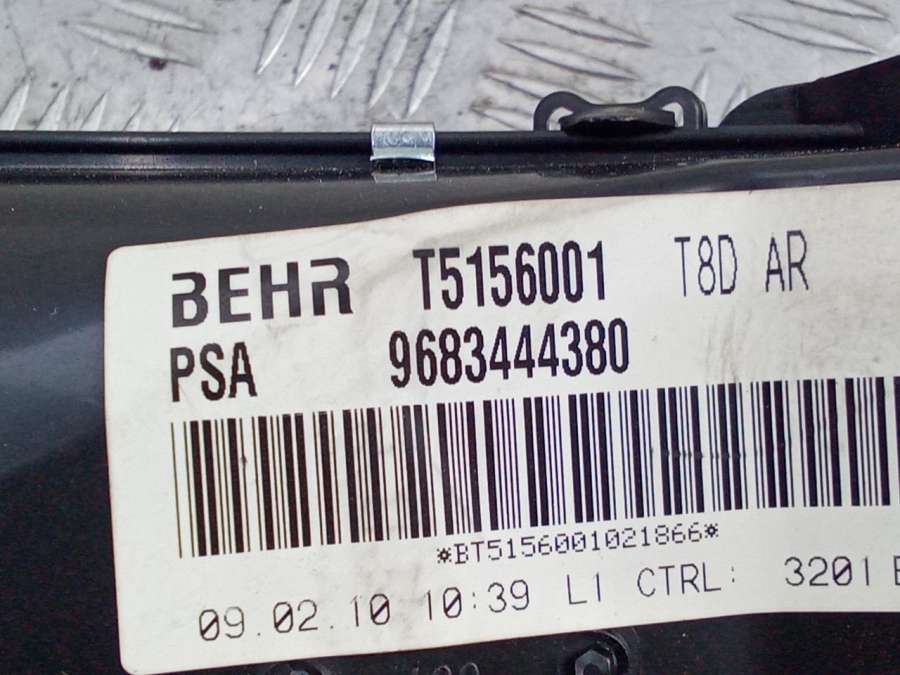 BEHR T5156001 T8D AR
PSA 9683444380
*BT5156001021866*
09.02.10 10:39 L1 CTRL: 3201